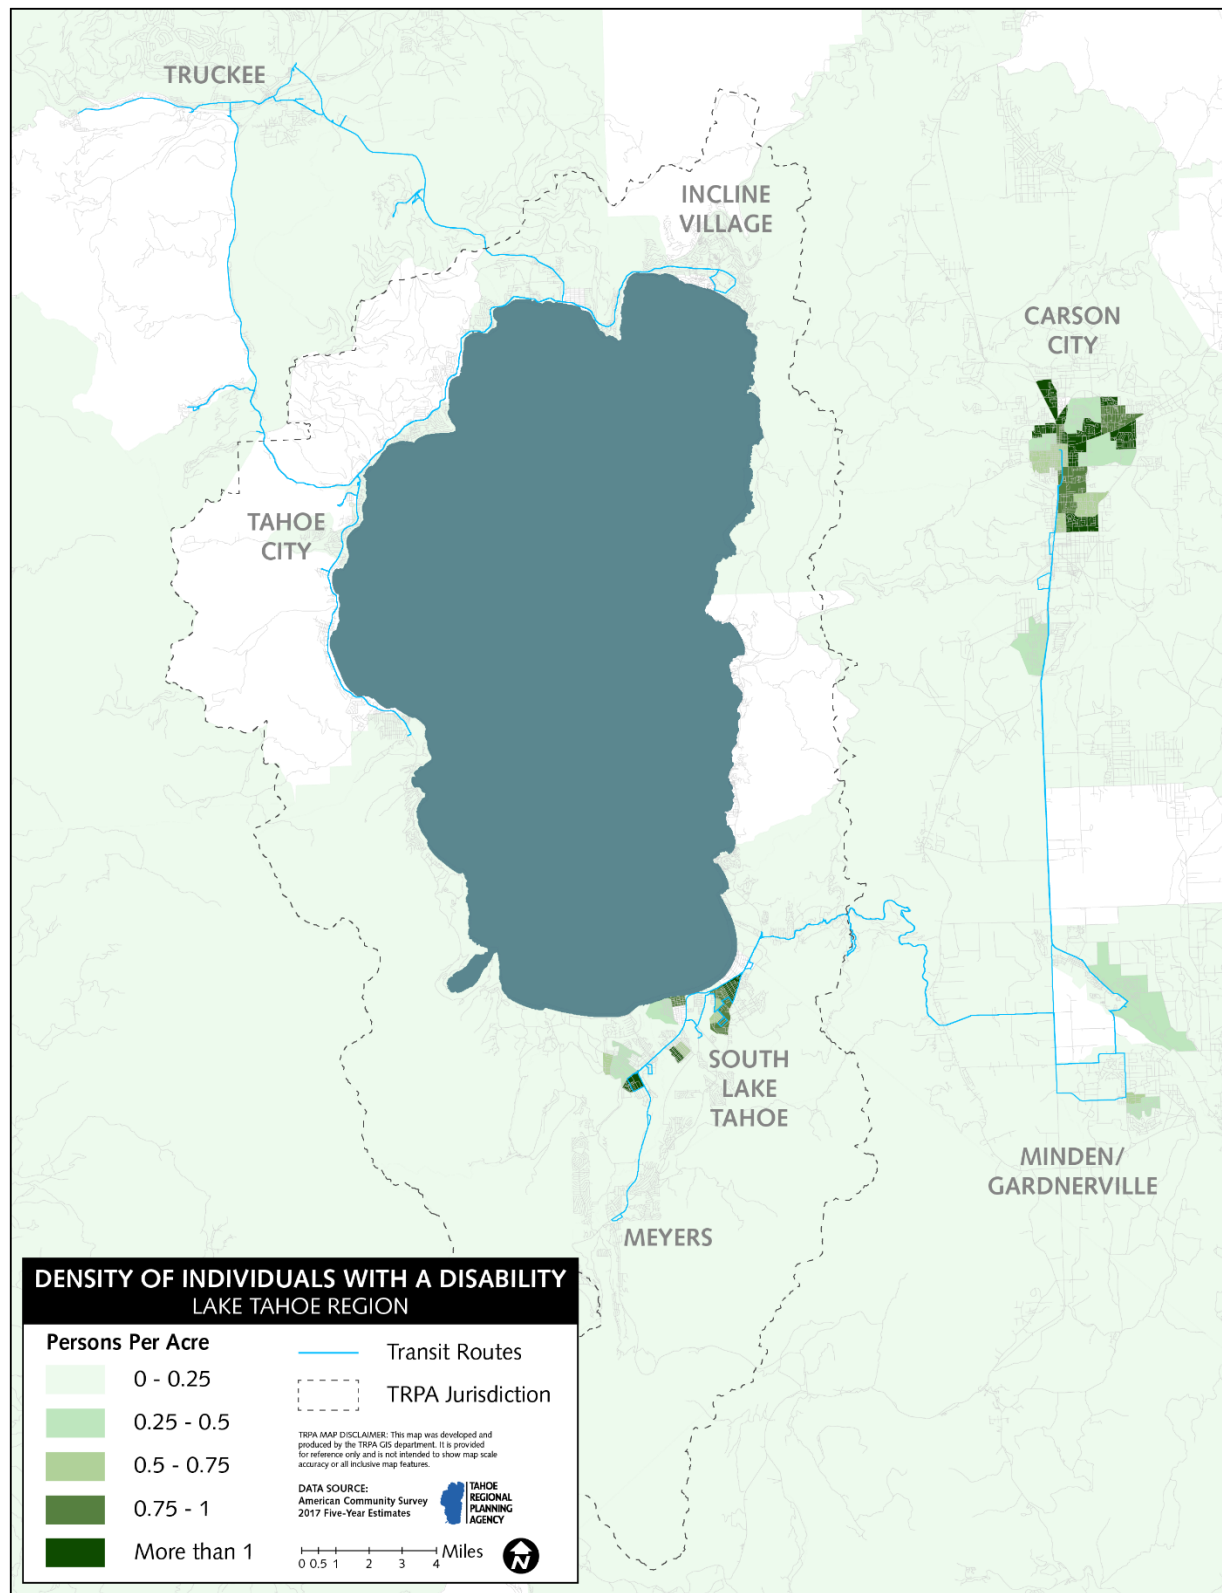 TRUCKEE
INCLINE
VILLAGE
CARSON
CITY
TAHOE
CITY
SOUTH
LAKE
TAHOE
MINDEN/
GARDNERVILLE
MEYERS
DENSITY OF INDIVIDUALS WITH A DISABILITY
LAKE TAHOE REGION
Persons Per Acre
0 - 0.25
0.25 - 0.5
0.5 - 0.75
0.75 - 1
More than 1
Transit Routes
TRPA Jurisdiction
TRPA MAP DISCLAIMER: This map was developed and
produced by the TRPA GIS department. It is provided
for reference only and is not intended to show map scale
accuracy or all inclusive map features.
DATA SOURCE:
American Community Survey
2017 Five-Year Estimates
TAHOE
REGIONAL
PLANNING
AGENCY
0 0.5 1 2 3 4 Miles
N